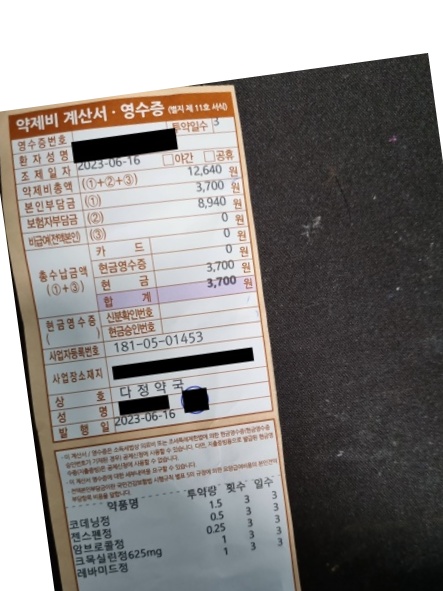 약제비 계산서·영수증 (별지 제 11호 서식)
영수증번호 투약일수 3
환자성명
조제일자 2023-06-16 □야간 □공휴
약제비총액 (①+②+③) 12,640 원
본인부담금 (①) 3,700 원
보험자부담금 (②) 8,940 원
비급여(전액본인) (③) 0 원
총수납금액 (①+③) 카드 0 원
현금영수증 0 원
현금 3,700 원
합계 3,700 원
현금영수증 ( 신분확인번호
현금승인번호
사업자등록번호 181-05-01453
사업장소재지
상호 다정약국
성명
발행일 2023-06-16
약품명 투약량 횟수 일수
코데닝정 1.5 3 3
젠스펜정 0.5 3 3
암브로콜정 0.25 3 3
크목실린정625mg 1 3 3
레바미드정 1 3 3